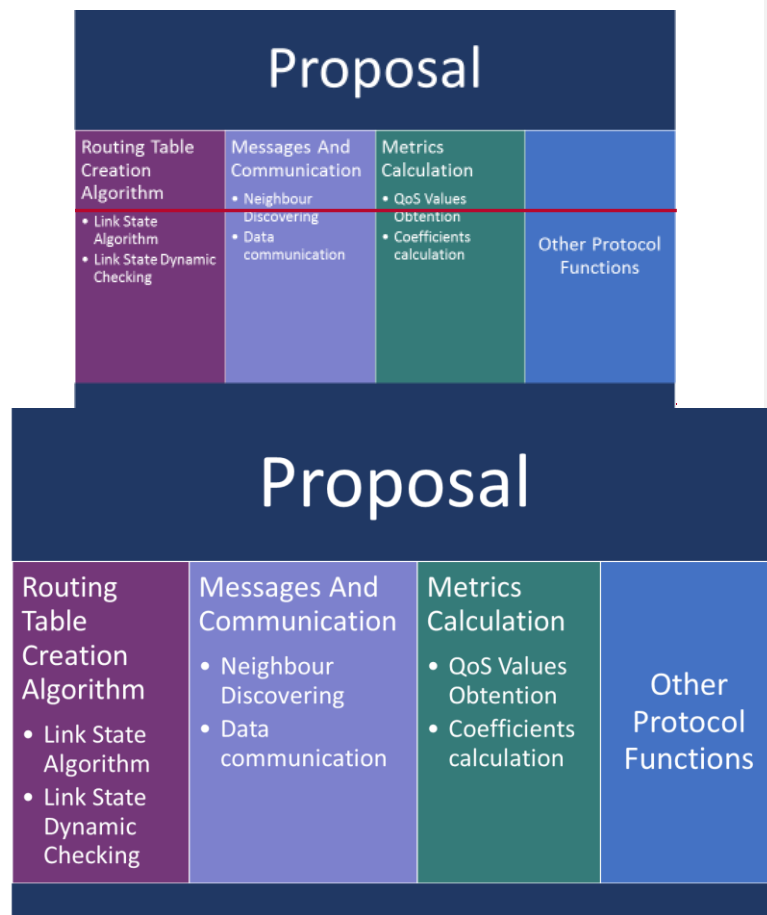 Proposal
Routing Table
Creation
Algorithm
• Link State
Algorithm
• Link State Dynamic
Checking
Messages And
Communication
• Neighbour
Discovering
• Data
communication
Metrics
Calculation
• QoS Values
Obtention
• Coefficients
calculation
Other Protocol
Functions
Proposal
Routing
Table
Creation
Algorithm
• Link State
Algorithm
• Link State
Dynamic
Checking
Messages And
Communication
• Neighbour
Discovering
• Data
communication
Metrics
Calculation
• QoS Values
Obtention
• Coefficients
calculation
Other
Protocol
Functions